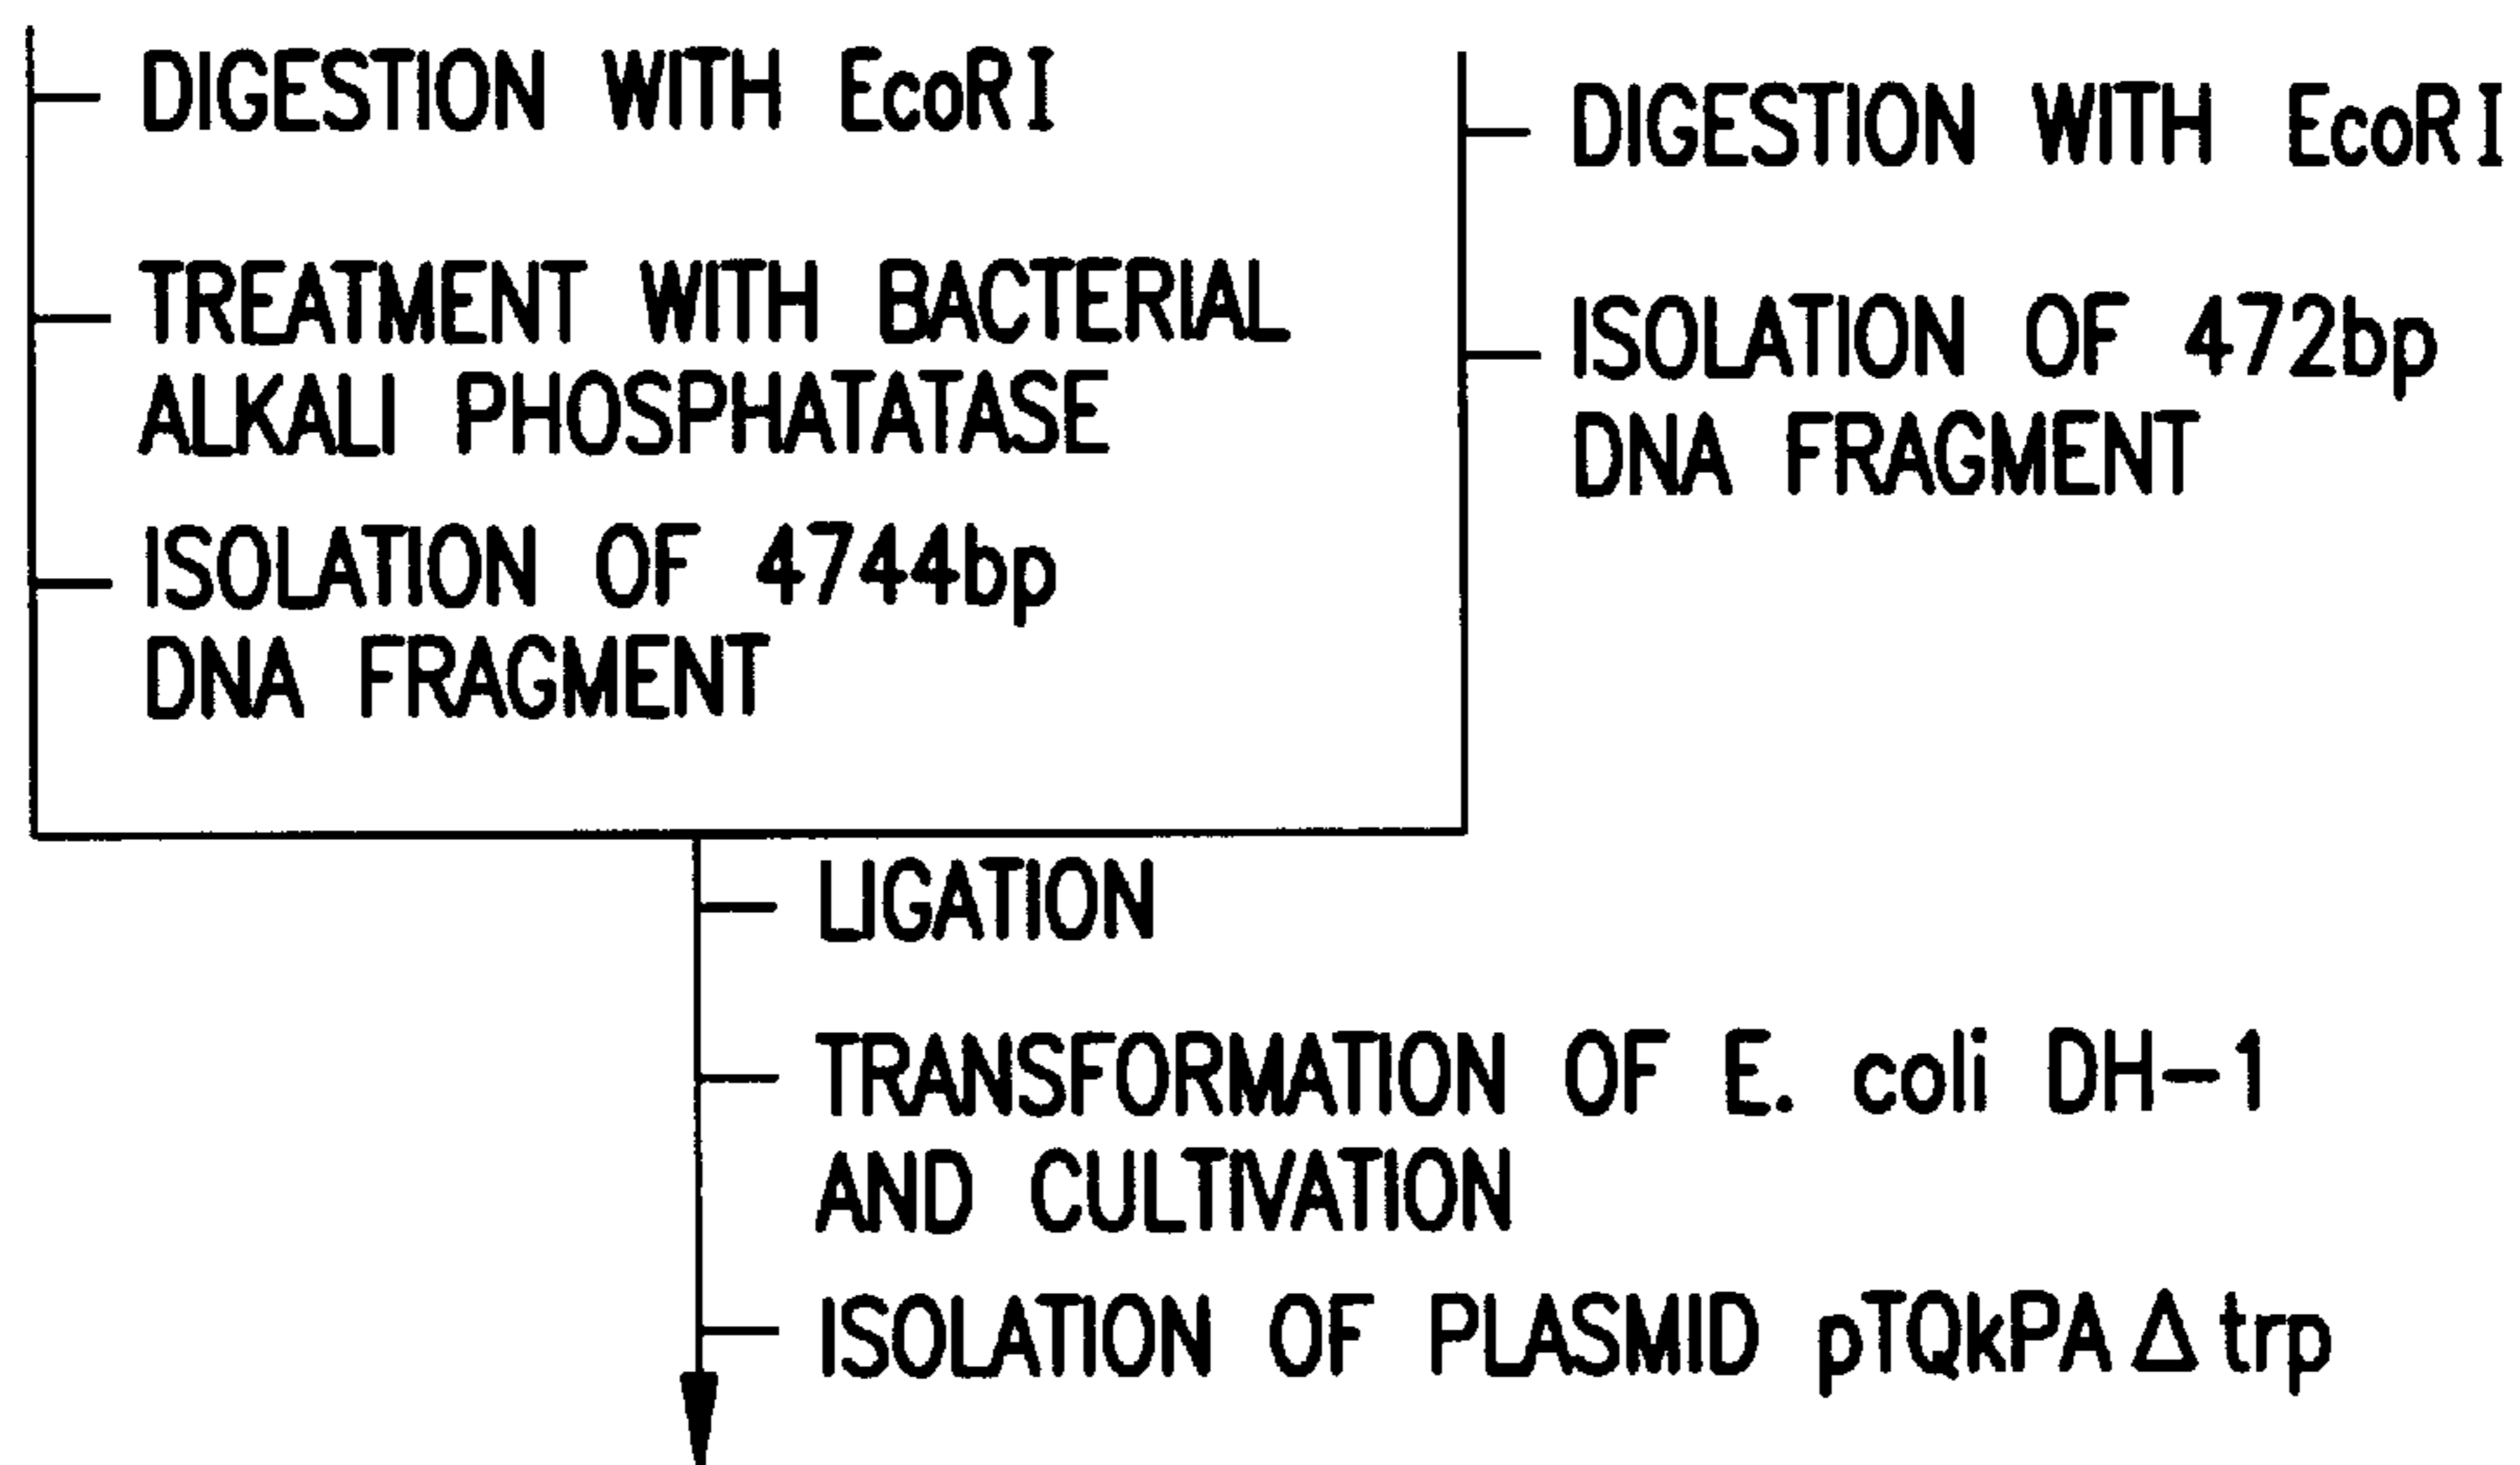 DIGESTION WITH EcoRI
TREATMENT WITH BACTERIAL
ALKALI PHOSPHATATASE
ISOLATION OF 4744bp
DNA FRAGMENT
DIGESTION WITH EcoRI
ISOLATION OF 472bp
DNA FRAGMENT
LIGATION
TRANSFORMATION OF E. coli DH-1
AND CULTIVATION
ISOLATION OF PLASMID pTQkPAΔtrp